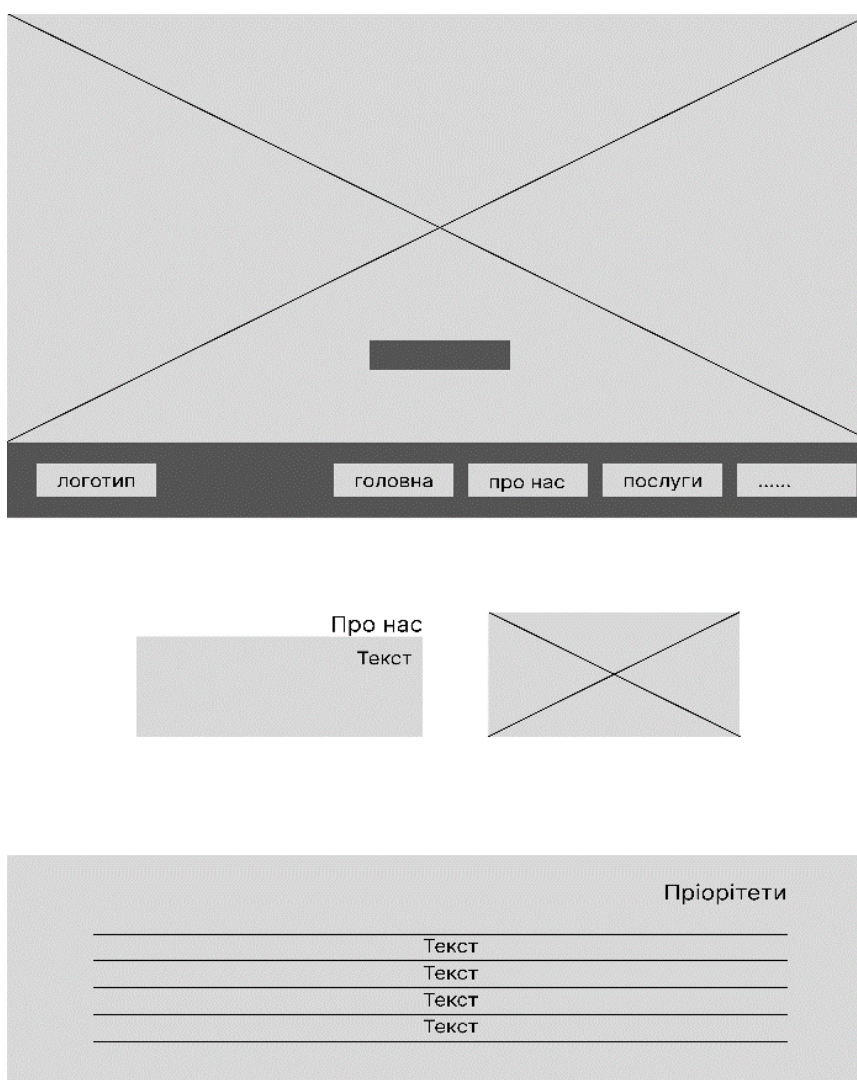 логотип
головна
про нас
послуги
......
Про нас
Текст
Пріорітети
Текст
Текст
Текст
Текст